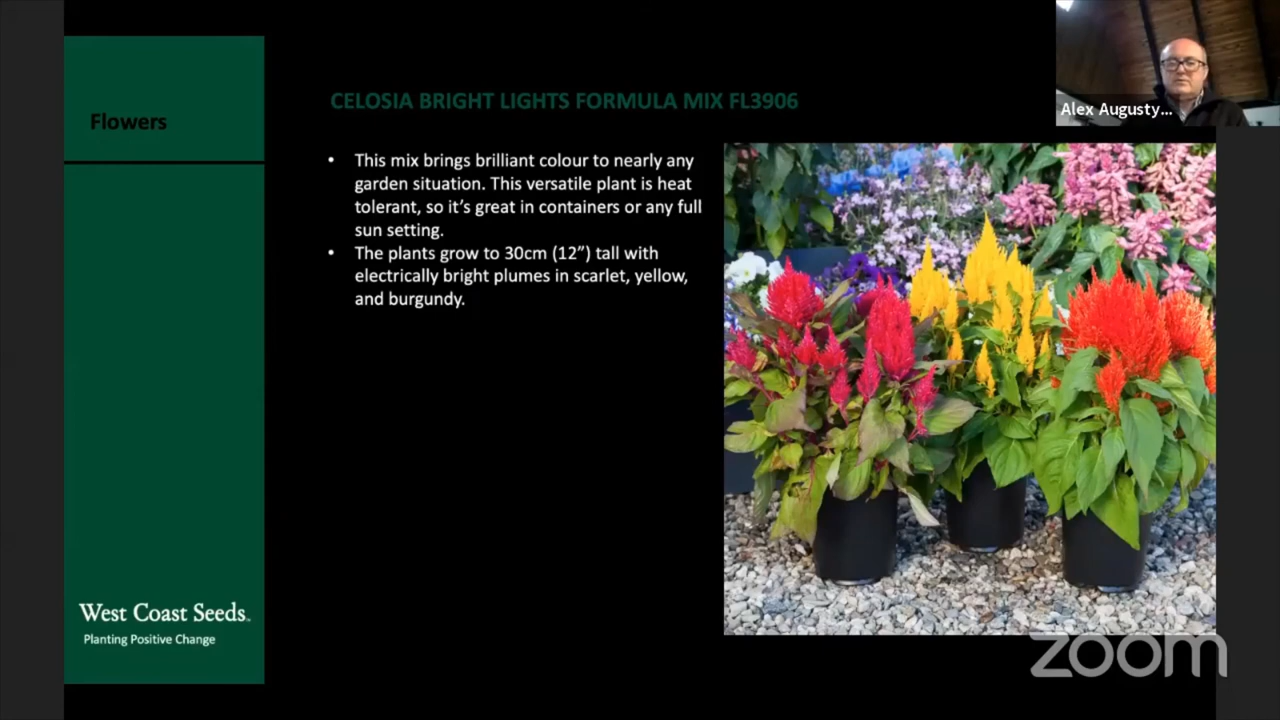 Flowers
CELOSIA BRIGHT LIGHTS FORMULA MIX FL3906
• This mix brings brilliant colour to nearly any
garden situation. This versatile plant is heat
tolerant, so it’s great in containers or any full
sun setting.
• The plants grow to 30cm (12”) tall with
electrically bright plumes in scarlet, yellow,
and burgundy.
West Coast Seeds
Planting Positive Change
Alex Augusty...
zoom